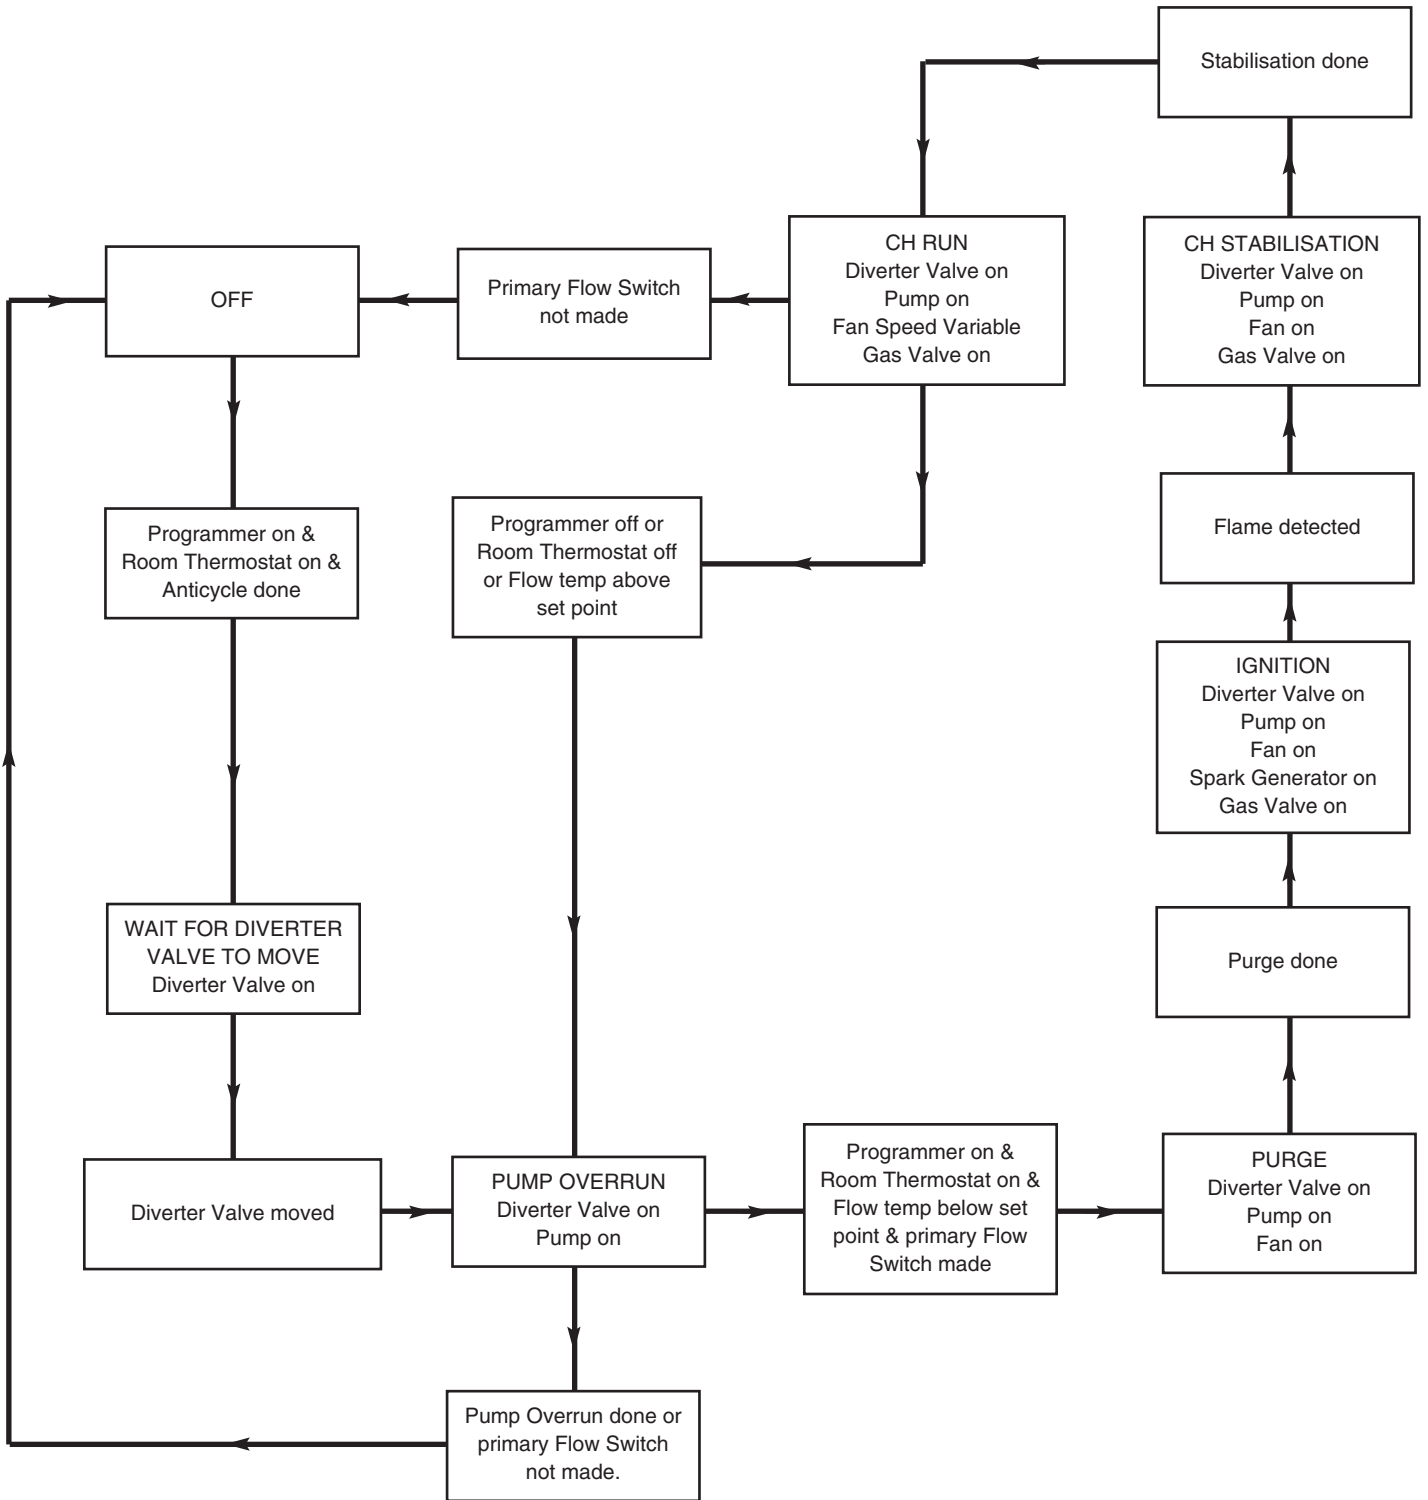 Stabilisation done
CH RUN
Diverter Valve on
Pump on
Fan Speed Variable
Gas Valve on
CH STABILISATION
Diverter Valve on
Pump on
Fan on
Gas Valve on
OFF
Primary Flow Switch
not made
Programmer on &
Room Thermostat on &
Anticycle done
Programmer off or
Room Thermostat off
or Flow temp above
set point
Flame detected
IGNITION
Diverter Valve on
Pump on
Fan on
Spark Generator on
Gas Valve on
WAIT FOR DIVERTER
VALVE TO MOVE
Diverter Valve on
Purge done
Diverter Valve moved
PUMP OVERRUN
Diverter Valve on
Pump on
Programmer on &
Room Thermostat on &
Flow temp below set
point & primary Flow
Switch made
PURGE
Diverter Valve on
Pump on
Fan on
Pump Overrun done or
primary Flow Switch
not made.